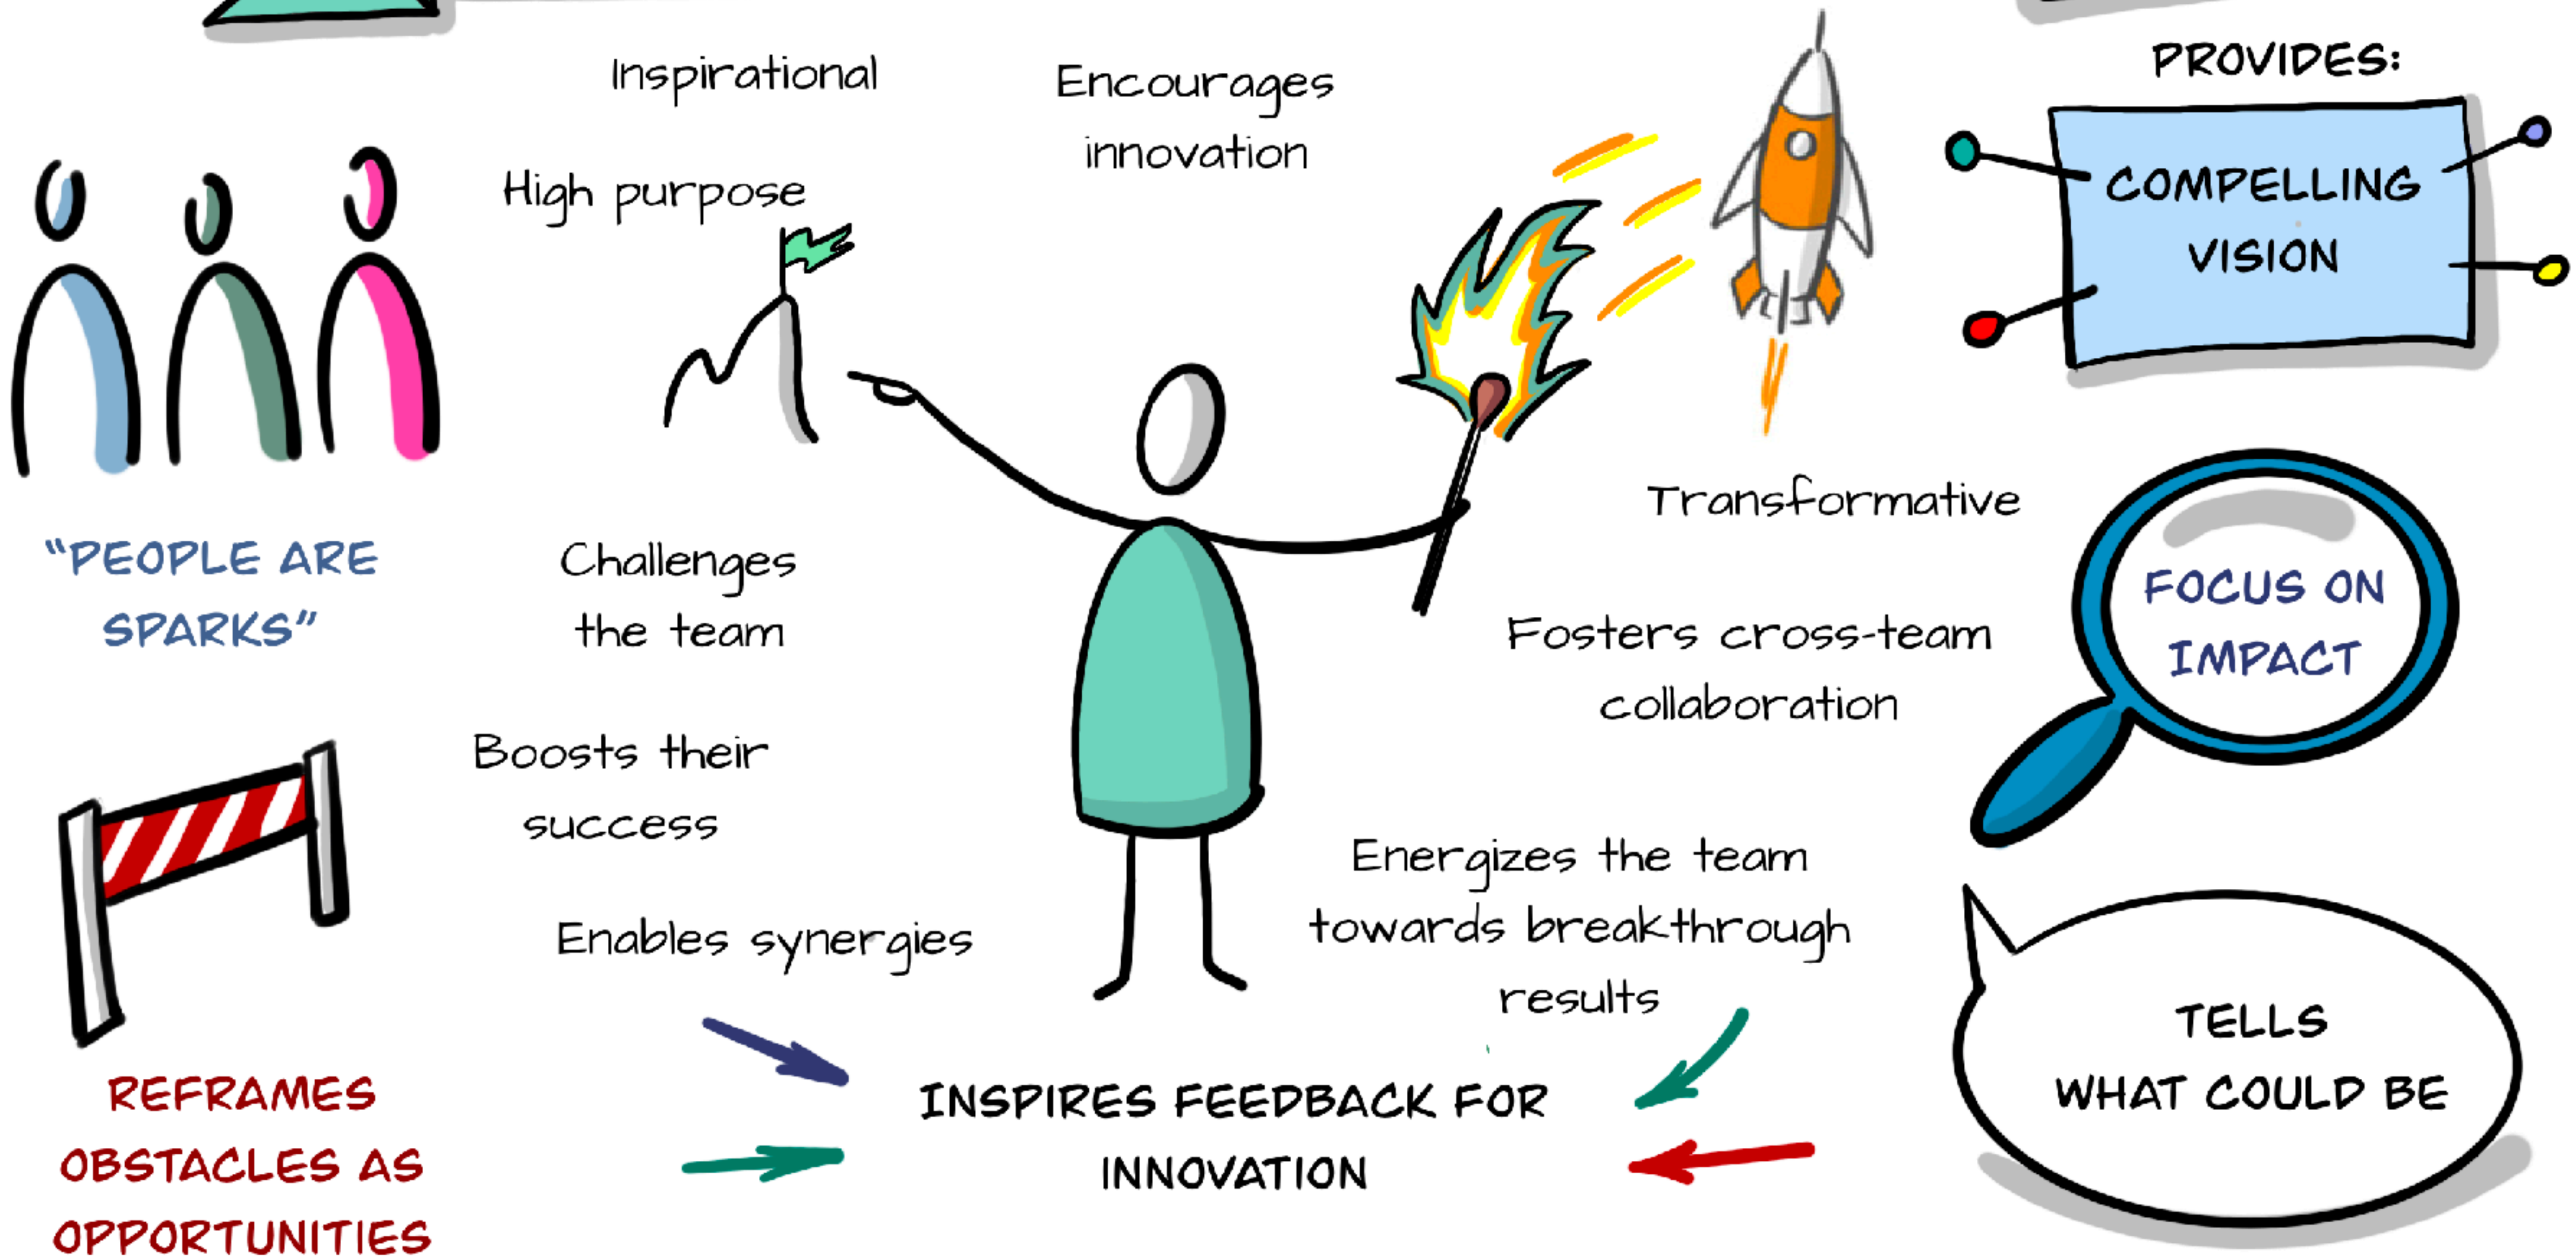 Inspirational
Encourages
innovation
High purpose
PROVIDES:
COMPELLING
VISION
"PEOPLE ARE
SPARKS"
Challenges
the team
Transformative
Fosters cross-team
collaboration
FOCUS ON
IMPACT
Boosts their
success
Enables synergies
Energizes the team
towards breakthrough
results
REFRAMES
OBSTACLES AS
OPPORTUNITIES
INSPIRES FEEDBACK FOR
INNOVATION
TELLS
WHAT COULD BE